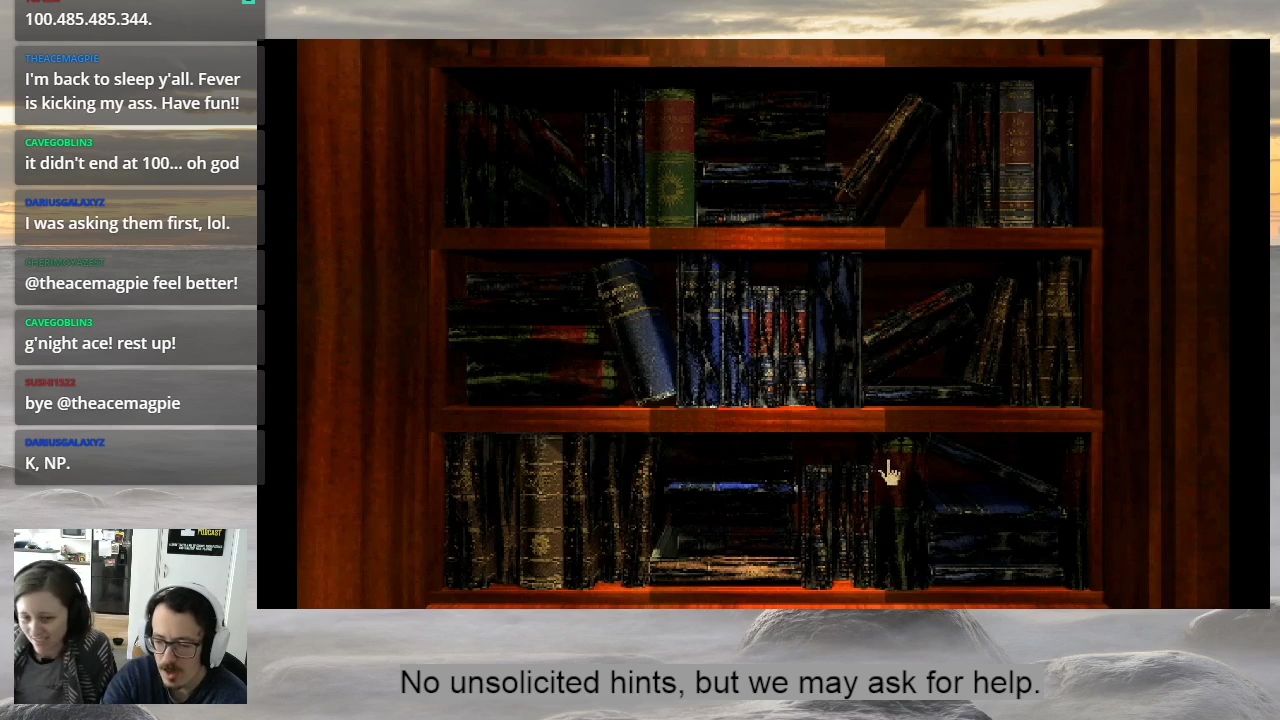 100.485.485.344.
THEACEMAGPIE
I'm back to sleep y'all. Fever
is kicking my ass. Have fun!!
CAVEGOBLIN3
it didn't end at 100... oh god
DARIUSGALAXYZ
I was asking them first, lol.
@theacemagpie feel better!
CAVEGOBLIN3
g'night ace! rest up!
SUSHI1522
bye @theacemagpie
DARIUSGALAXYZ
K, NP.
PODCAST
No unsolicited hints, but we may ask for help.